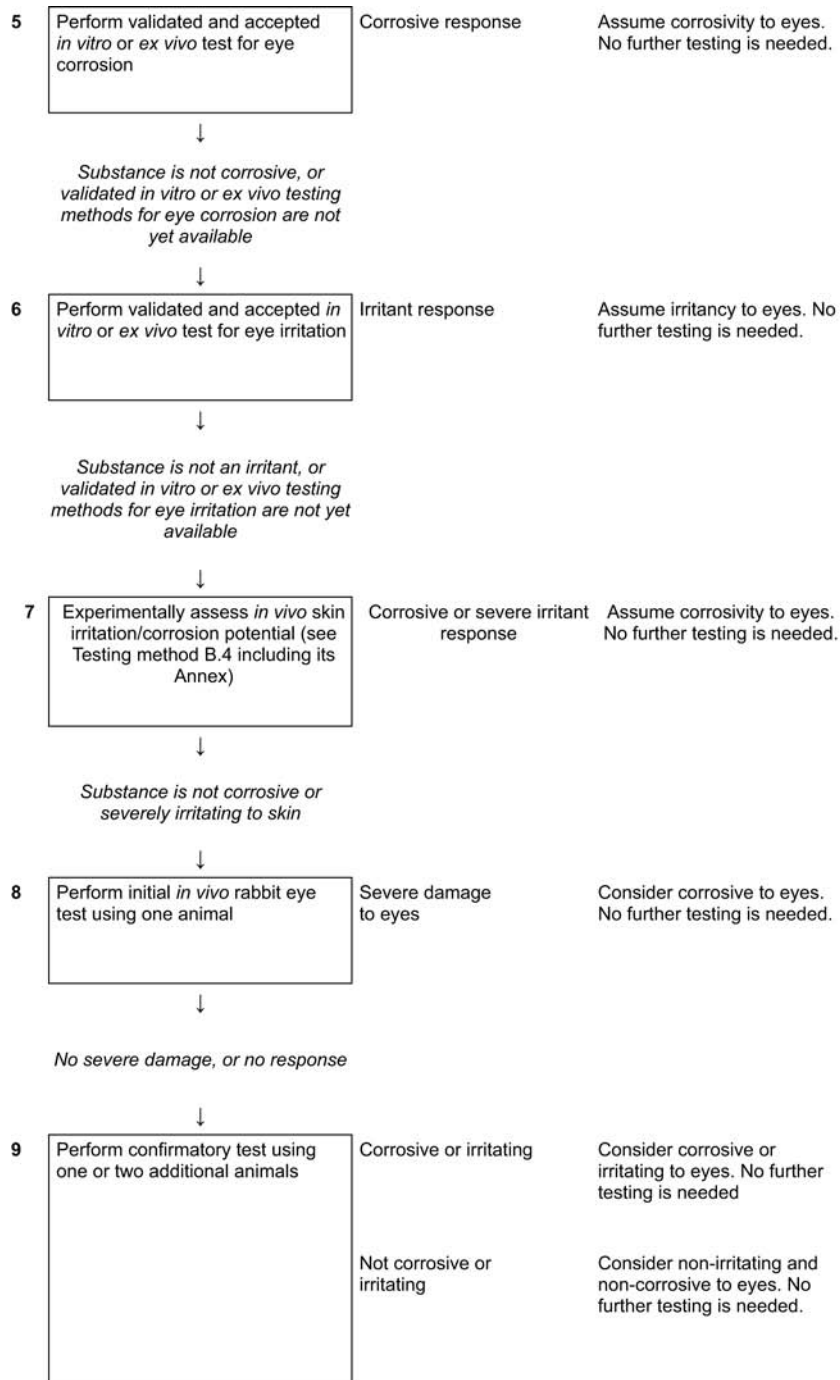 5 Perform validated and accepted Corrosive response Assume corrosivity to eyes.
in vitro or ex vivo test for eye No further testing is needed.
corrosion
↓
Substance is not corrosive, or
validated in vitro or ex vivo testing
methods for eye corrosion are not
yet available
↓
6 Perform validated and accepted in Irritant response Assume irritancy to eyes. No
vitro or ex vivo test for eye irritation further testing is needed.
↓
Substance is not an irritant, or
validated in vitro or ex vivo testing
methods for eye irritation are not yet
available
↓
7 Experimentally assess in vivo skin Corrosive or severe irritant Assume corrosivity to eyes.
irritation/corrosion potential (see response No further testing is needed.
Testing method B.4 including its
Annex)
↓
Substance is not corrosive or
severely irritating to skin
↓
8 Perform initial in vivo rabbit eye Severe damage Consider corrosive to eyes.
test using one animal to eyes No further testing is needed.
↓
No severe damage, or no response
↓
9 Perform confirmatory test using Corrosive or irritating Consider corrosive or
one or two additional animals irritating to eyes. No further
testing is needed
Not corrosive or Consider non-irritating and
irritating non-corrosive to eyes. No
further testing is needed.